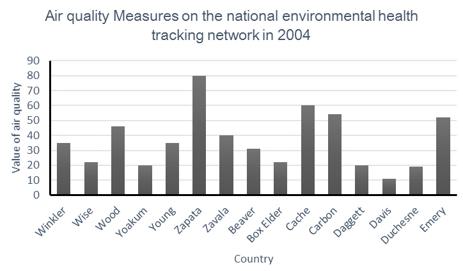 Air quality Measures on the national environmental health
tracking network in 2004
Value of air quality
90
80
70
60
50
40
30
20
10
0
Winkler
Wise
Wood
Yoakum
Young
Zapata
Zavala
Beaver
Box Elder
Cache
Carbon
Daggett
Davis
Duchesne
Emery
Country